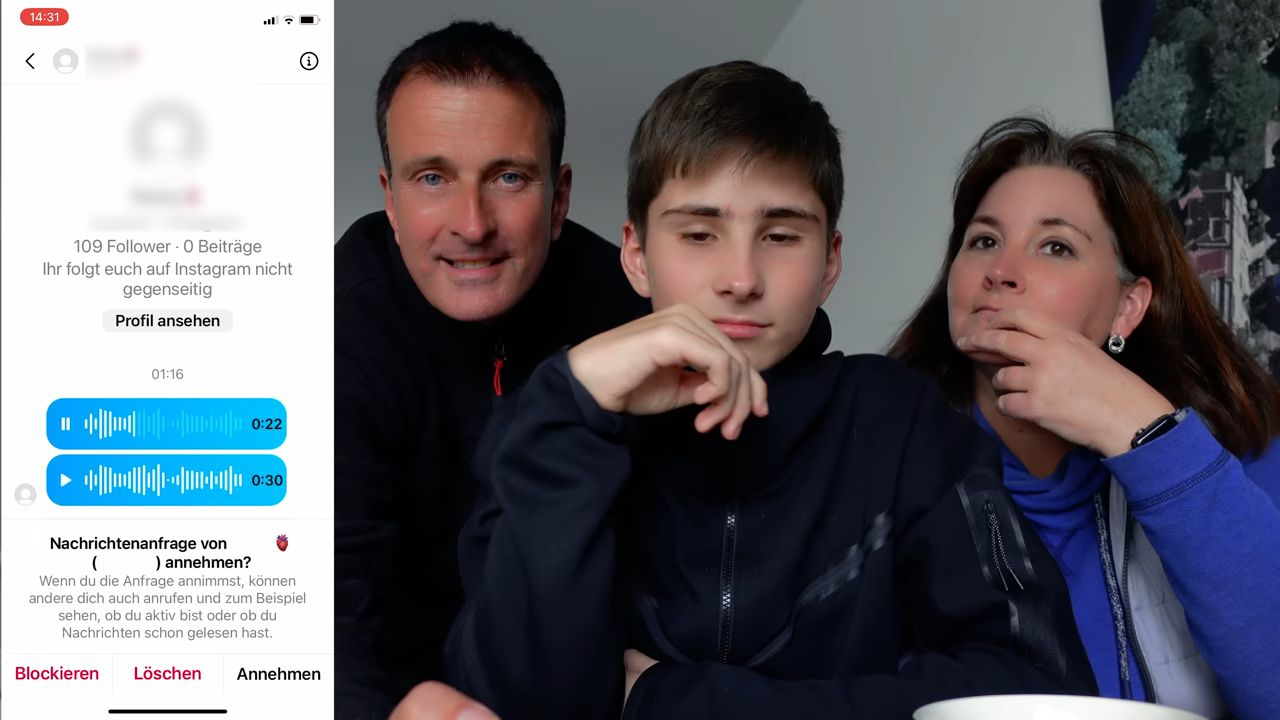 14:31
109 Follower · 0 Beiträge
Ihr folgt euch auf Instagram nicht
gegenseitig
Profil ansehen
01:16
0:22
0:30
Nachrichtenanfrage von
( ) annehmen?
Wenn du die Anfrage annimmst, können
andere dich auch anrufen und zum Beispiel
sehen, ob du aktiv bist oder ob du
Nachrichten schon gelesen hast.
Blockieren Löschen Annehmen